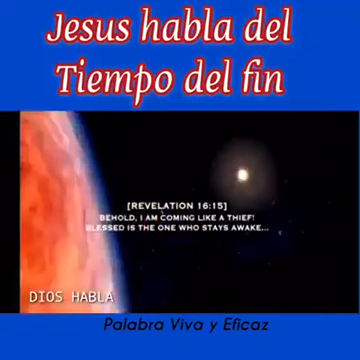 Jesus habla del
Tiempo del fin
[REVELATION 16:15]
BEHOLD, I AM COMING LIKE A THIEF!
BLESSED IS THE ONE WHO STAYS AWAKE...
DIOS HABLA
Palabra Viva y Eficaz